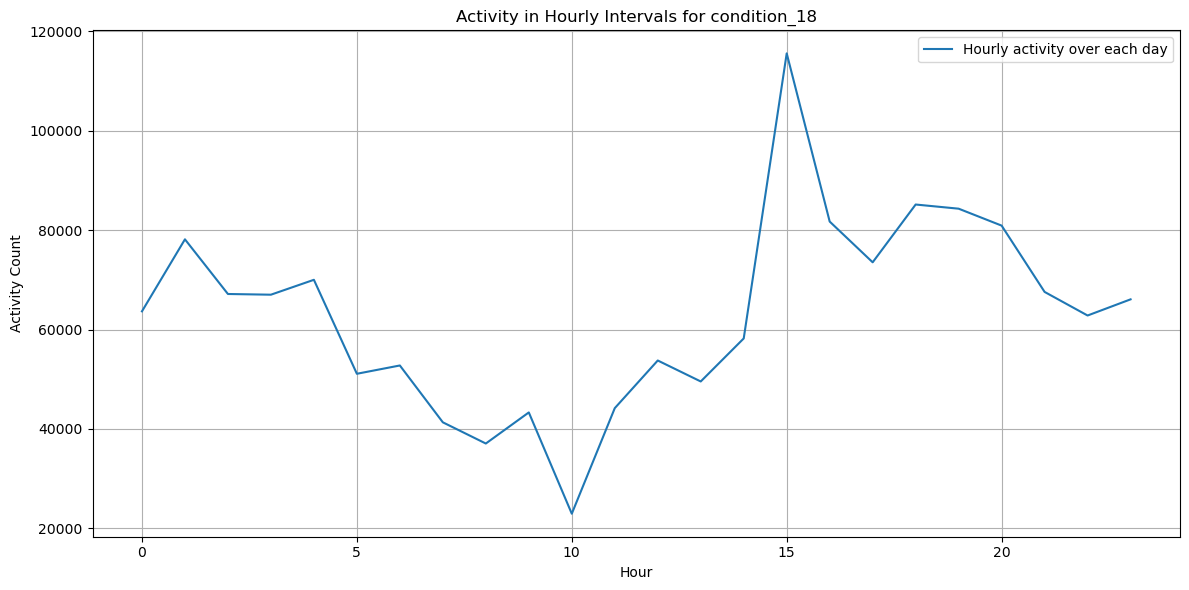 Activity in Hourly Intervals for condition_18
Hourly activity over each day
120000
100000
80000
60000
40000
20000
Activity Count
0 5 10 15 20
Hour